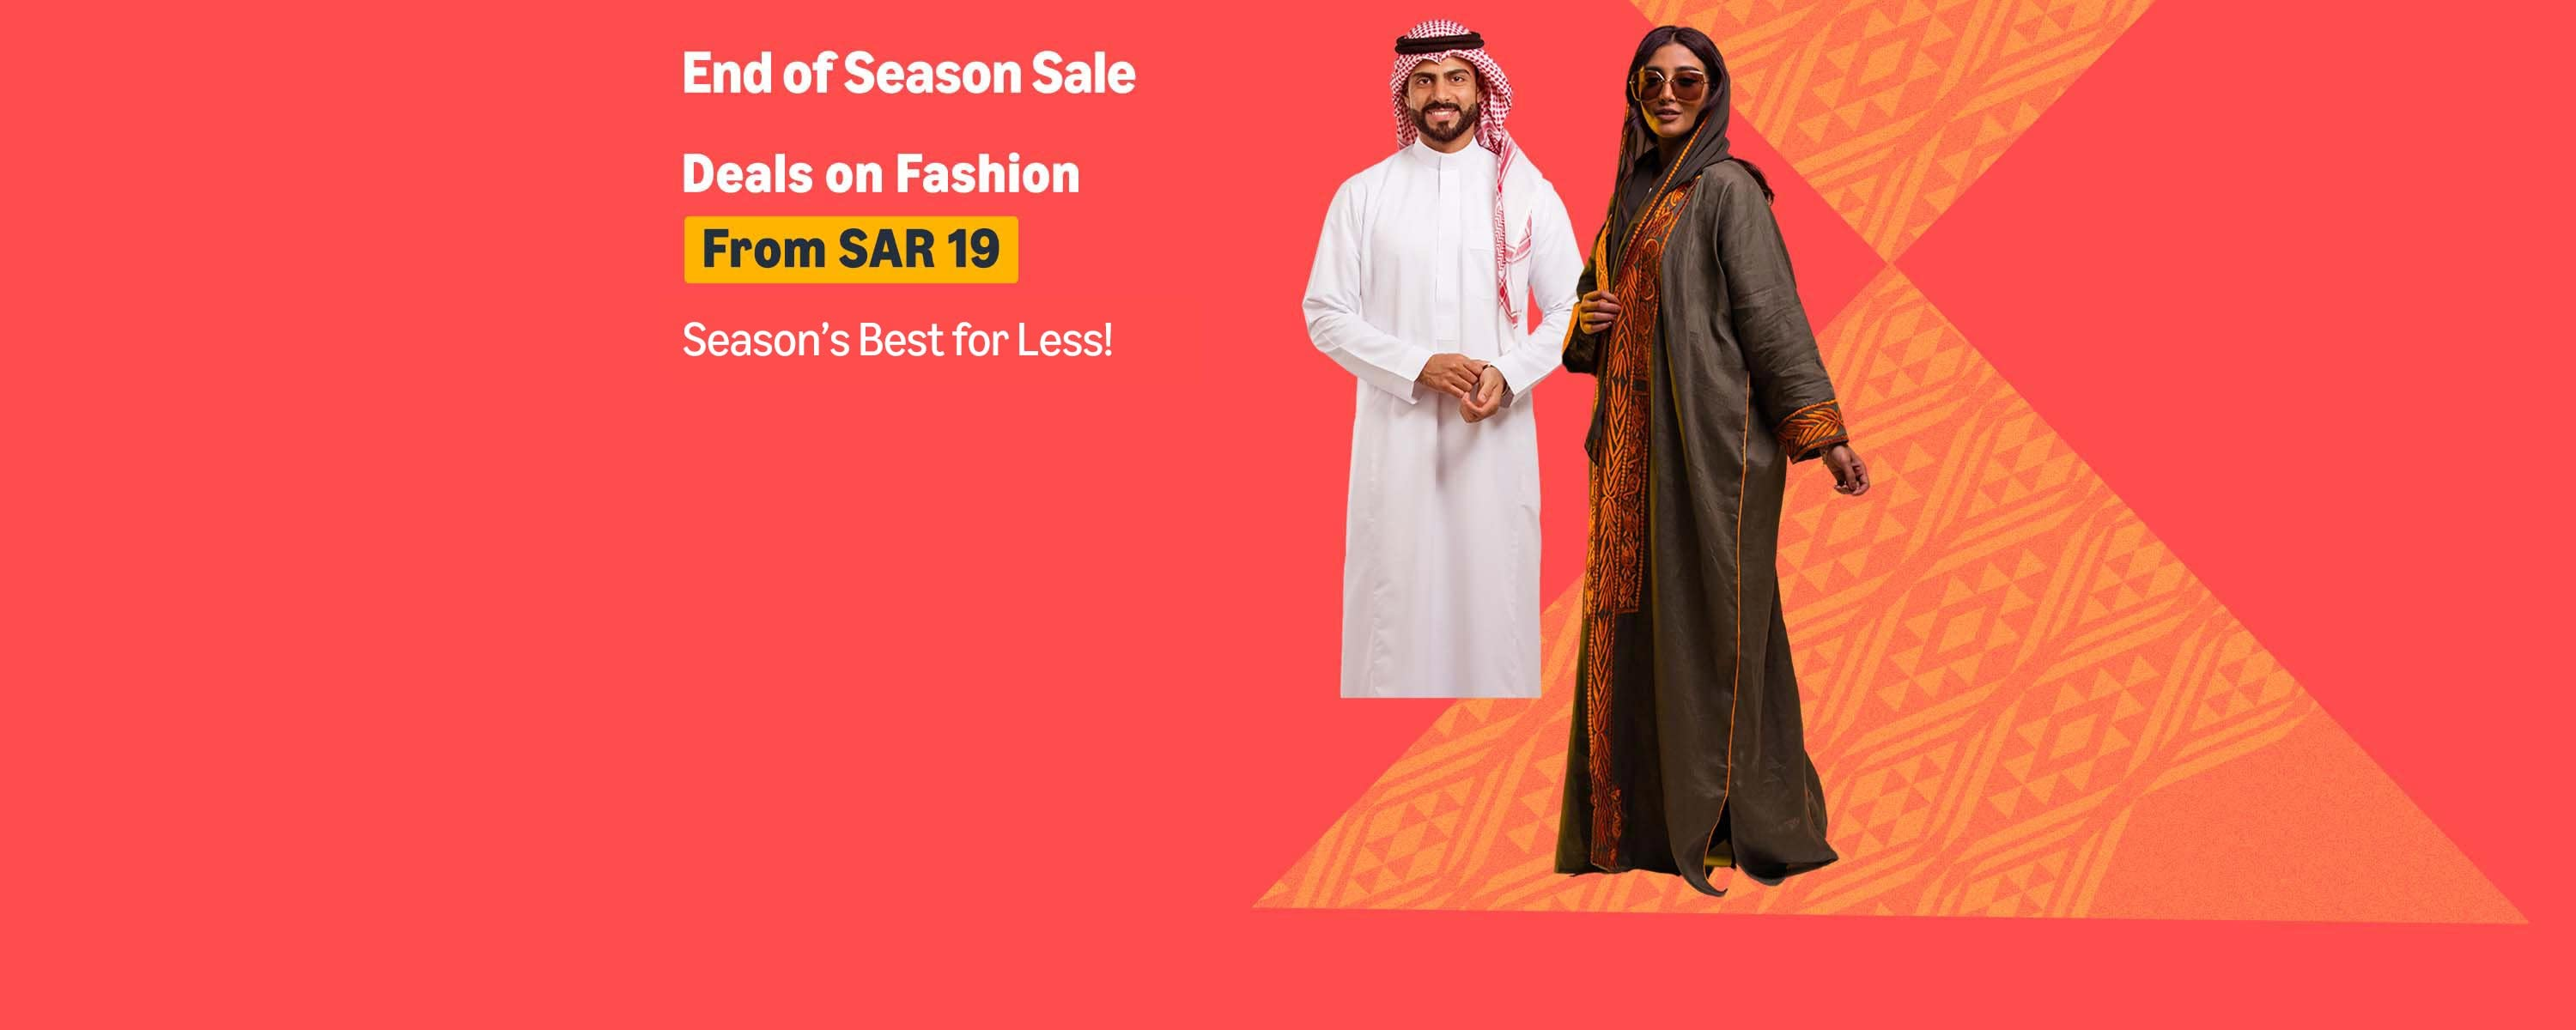 End of Season Sale
Deals on Fashion
From SAR 19
Season’s Best for Less!